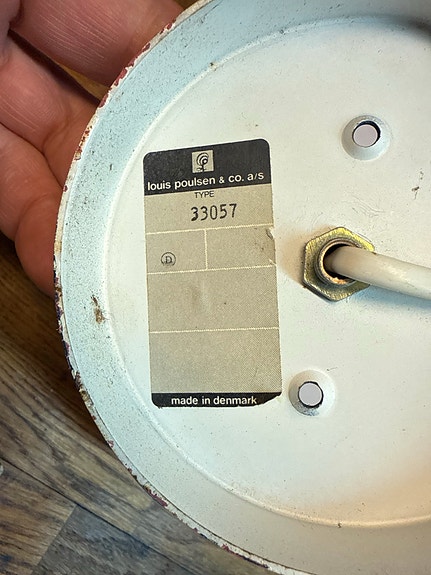 louis poulsen & co. a/s
TYPE
33057
D
made in denmark